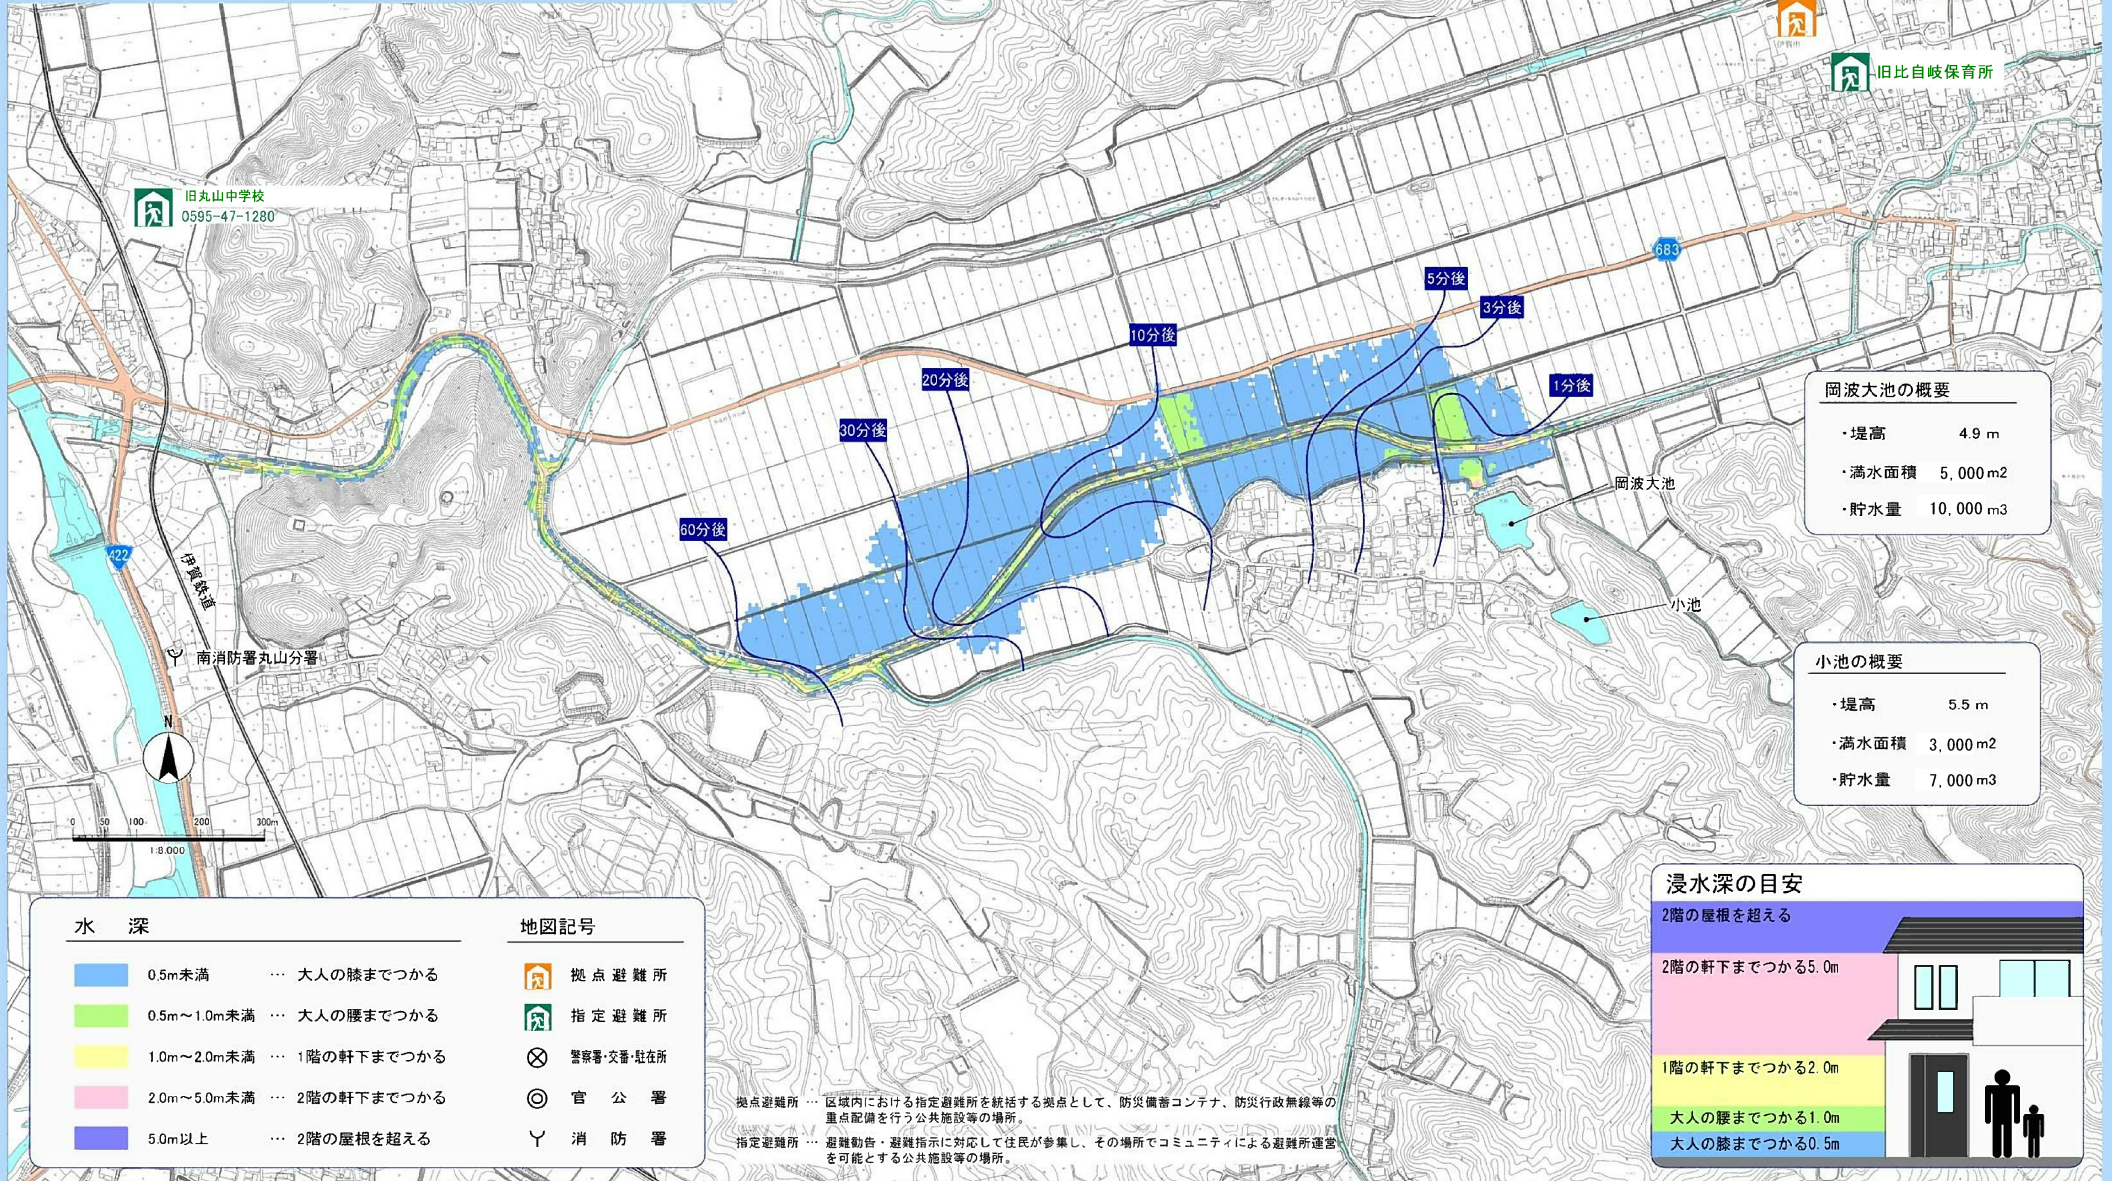 旧比自岐保育所
旧丸山中学校
0595-47-1280
683
5分後
3分後
10分後
20分後
1分後
30分後
60分後
422
伊賀鉄道
南消防署丸山分署
岡波大池
小池
岡波大池の概要
・堤高 4.9 m
・満水面積 5,000 m2
・貯水量 10,000 m3
小池の概要
・堤高 5.5 m
・満水面積 3,000 m2
・貯水量 7,000 m3
N
0 50 100 200 300m
1:8,000
水 深
0.5m未満 … 大人の膝までつかる
0.5m～1.0m未満 … 大人の腰までつかる
1.0m～2.0m未満 … 1階の軒下までつかる
2.0m～5.0m未満 … 2階の軒下までつかる
5.0m以上 … 2階の屋根を超える
地図記号
拠点避難所
指定避難所
警察署・交番・駐在所
官公署
消防署
拠点避難所 … 区域内における指定避難所を統括する拠点として、防災備蓄コンテナ、防災行政無線等の
重点配備を行う公共施設等の場所。
指定避難所 … 避難勧告・避難指示に対応して住民が参集し、その場所でコミュニティによる避難所運営
を可能とする公共施設等の場所。
浸水深の目安
2階の屋根を超える
2階の軒下までつかる5.0m
1階の軒下までつかる2.0m
大人の腰までつかる1.0m
大人の膝までつかる0.5m